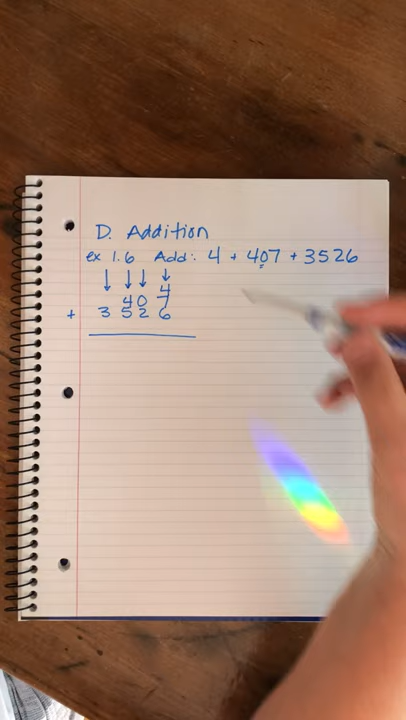 D. Addition
ex 1.6 Add: 4 + 407 + 3526
↓ ↓ ↓ ↓
4
407
+ 3526